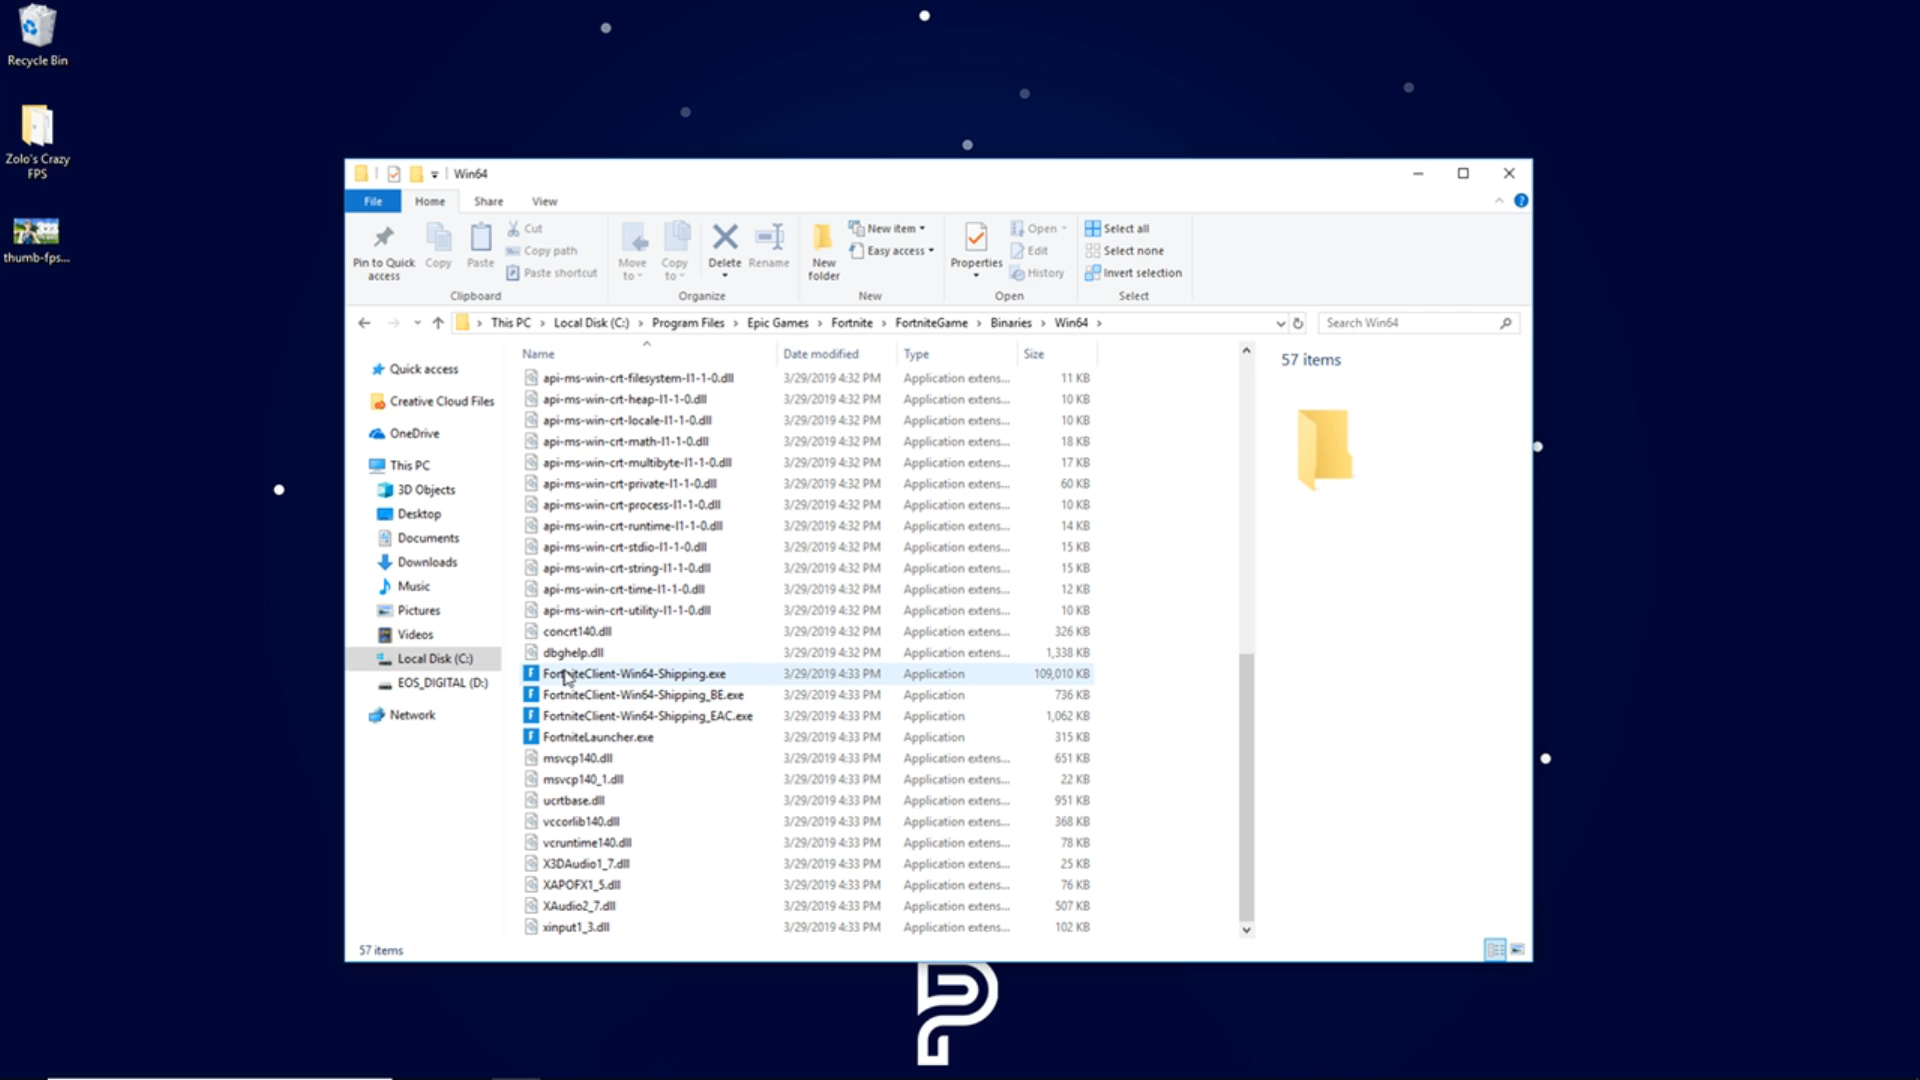 Recycle Bin
Zolo's Crazy
FPS
thumb-fps...
Win64
File Home Share View
Pin to Quick
access
Copy
Paste
Cut
Copy path
Paste shortcut
Clipboard
Move
to
Copy
to
Delete
Rename
Organize
New
folder
New item
Easy access
New
Properties
Open
Edit
History
Open
Select all
Select none
Invert selection
Select
This PC > Local Disk (C:) > Program Files > Epic Games > Fortnite > FortniteGame > Binaries > Win64 >
Search Win64
Quick access
Creative Cloud Files
OneDrive
This PC
3D Objects
Desktop
Documents
Downloads
Music
Pictures
Videos
Local Disk (C:)
EOS_DIGITAL (D:)
Network
Name Date modified Type Size
api-ms-win-crt-filesystem-l1-1-0.dll 3/29/2019 4:32 PM Application extens... 11 KB
api-ms-win-crt-heap-l1-1-0.dll 3/29/2019 4:32 PM Application extens... 10 KB
api-ms-win-crt-locale-l1-1-0.dll 3/29/2019 4:32 PM Application extens... 10 KB
api-ms-win-crt-math-l1-1-0.dll 3/29/2019 4:32 PM Application extens... 18 KB
api-ms-win-crt-multibyte-l1-1-0.dll 3/29/2019 4:32 PM Application extens... 17 KB
api-ms-win-crt-private-l1-1-0.dll 3/29/2019 4:32 PM Application extens... 60 KB
api-ms-win-crt-process-l1-1-0.dll 3/29/2019 4:32 PM Application extens... 10 KB
api-ms-win-crt-runtime-l1-1-0.dll 3/29/2019 4:32 PM Application extens... 14 KB
api-ms-win-crt-stdio-l1-1-0.dll 3/29/2019 4:32 PM Application extens... 15 KB
api-ms-win-crt-string-l1-1-0.dll 3/29/2019 4:32 PM Application extens... 15 KB
api-ms-win-crt-time-l1-1-0.dll 3/29/2019 4:32 PM Application extens... 12 KB
api-ms-win-crt-utility-l1-1-0.dll 3/29/2019 4:32 PM Application extens... 10 KB
concrt140.dll 3/29/2019 4:32 PM Application extens... 326 KB
dbghelp.dll 3/29/2019 4:32 PM Application extens... 1,338 KB
FortniteClient-Win64-Shipping.exe 3/29/2019 4:33 PM Application 109,010 KB
FortniteClient-Win64-Shipping_BE.exe 3/29/2019 4:33 PM Application 736 KB
FortniteClient-Win64-Shipping_EAC.exe 3/29/2019 4:33 PM Application 1,062 KB
FortniteLauncher.exe 3/29/2019 4:33 PM Application 315 KB
msvcp140.dll 3/29/2019 4:33 PM Application extens... 651 KB
msvcp140_1.dll 3/29/2019 4:33 PM Application extens... 22 KB
ucrtbase.dll 3/29/2019 4:33 PM Application extens... 951 KB
vccorlib140.dll 3/29/2019 4:33 PM Application extens... 368 KB
vcruntime140.dll 3/29/2019 4:33 PM Application extens... 78 KB
X3DAudio1_7.dll 3/29/2019 4:33 PM Application extens... 25 KB
XAPOFX1_5.dll 3/29/2019 4:33 PM Application extens... 76 KB
XAudio2_7.dll 3/29/2019 4:33 PM Application extens... 507 KB
xinput1_3.dll 3/29/2019 4:33 PM Application extens... 102 KB
57 items
57 items